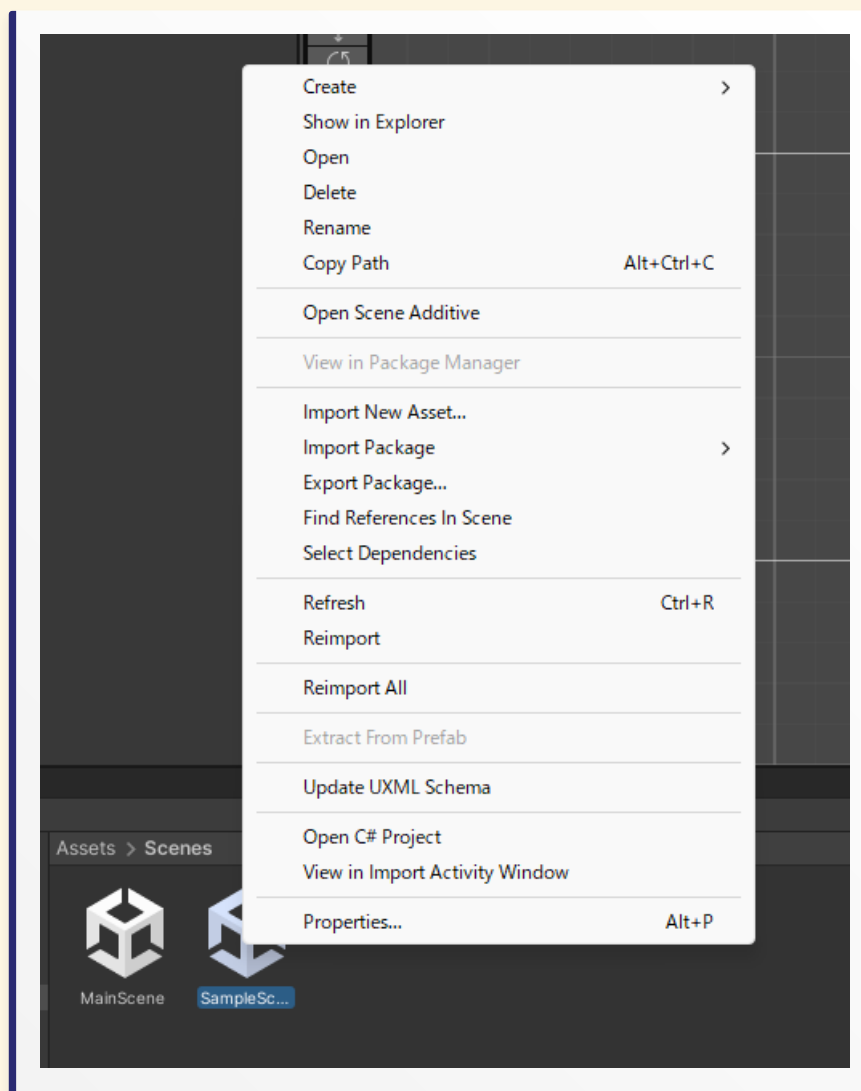 Create
Show in Explorer
Open
Delete
Rename
Copy Path Alt+Ctrl+C
Open Scene Additive
View in Package Manager
Import New Asset...
Import Package
Export Package...
Find References In Scene
Select Dependencies
Refresh Ctrl+R
Reimport
Reimport All
Extract From Prefab
Update UXML Schema
Open C# Project
View in Import Activity Window
Properties... Alt+P
Assets > Scenes
MainScene SampleSc...